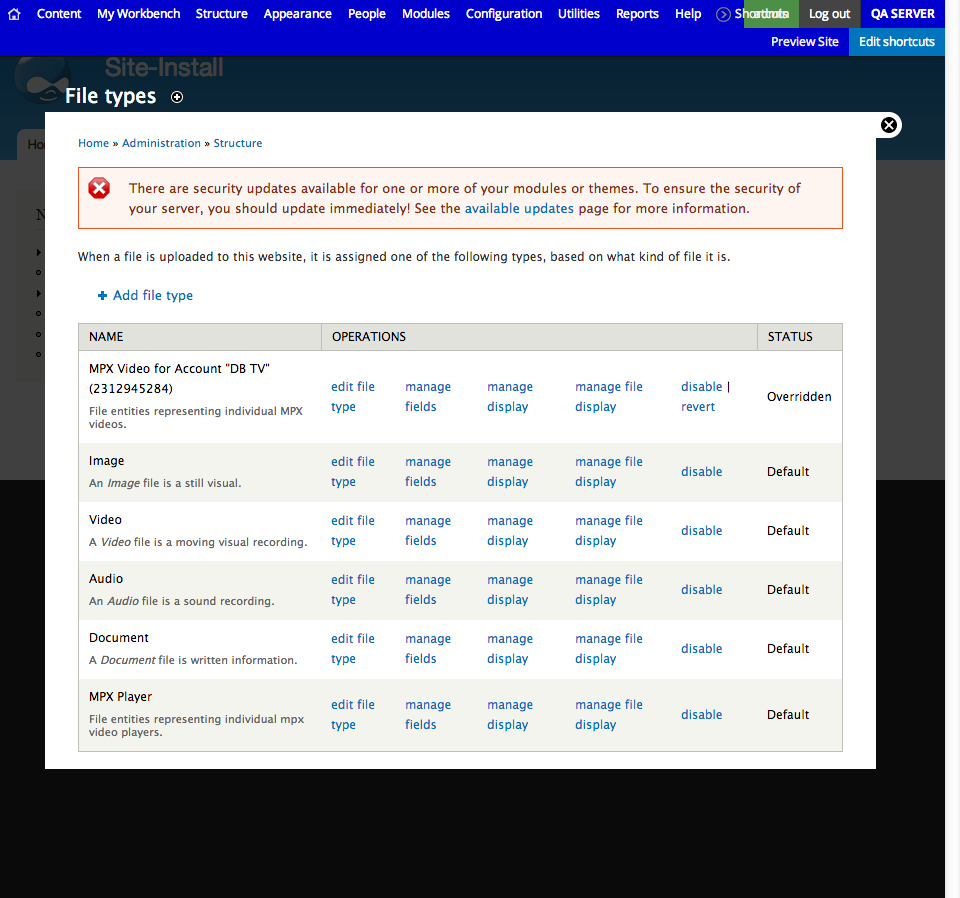 Content My Workbench Structure Appearance People Modules Configuration Utilities Reports Help Shortcuts Log out QA SERVER
Preview Site Edit shortcuts
Site-Install
File types
Home » Administration » Structure
There are security updates available for one or more of your modules or themes. To ensure the security of
your server, you should update immediately! See the available updates page for more information.
When a file is uploaded to this website, it is assigned one of the following types, based on what kind of file it is.
Add file type
NAME OPERATIONS STATUS
MPX Video for Account "DB TV"
(2312945284)
File entities representing individual MPX
videos.
edit file manage manage manage file disable |
type fields display display revert
Overridden
Image
An Image file is a still visual.
edit file manage manage manage file
type fields display display
disable Default
Video
A Video file is a moving visual recording.
edit file manage manage manage file
type fields display display
disable Default
Audio
An Audio file is a sound recording.
edit file manage manage manage file
type fields display display
disable Default
Document
A Document file is written information.
edit file manage manage manage file
type fields display display
disable Default
MPX Player
File entities representing individual mpx
video players.
edit file manage manage manage file
type fields display display
disable Default